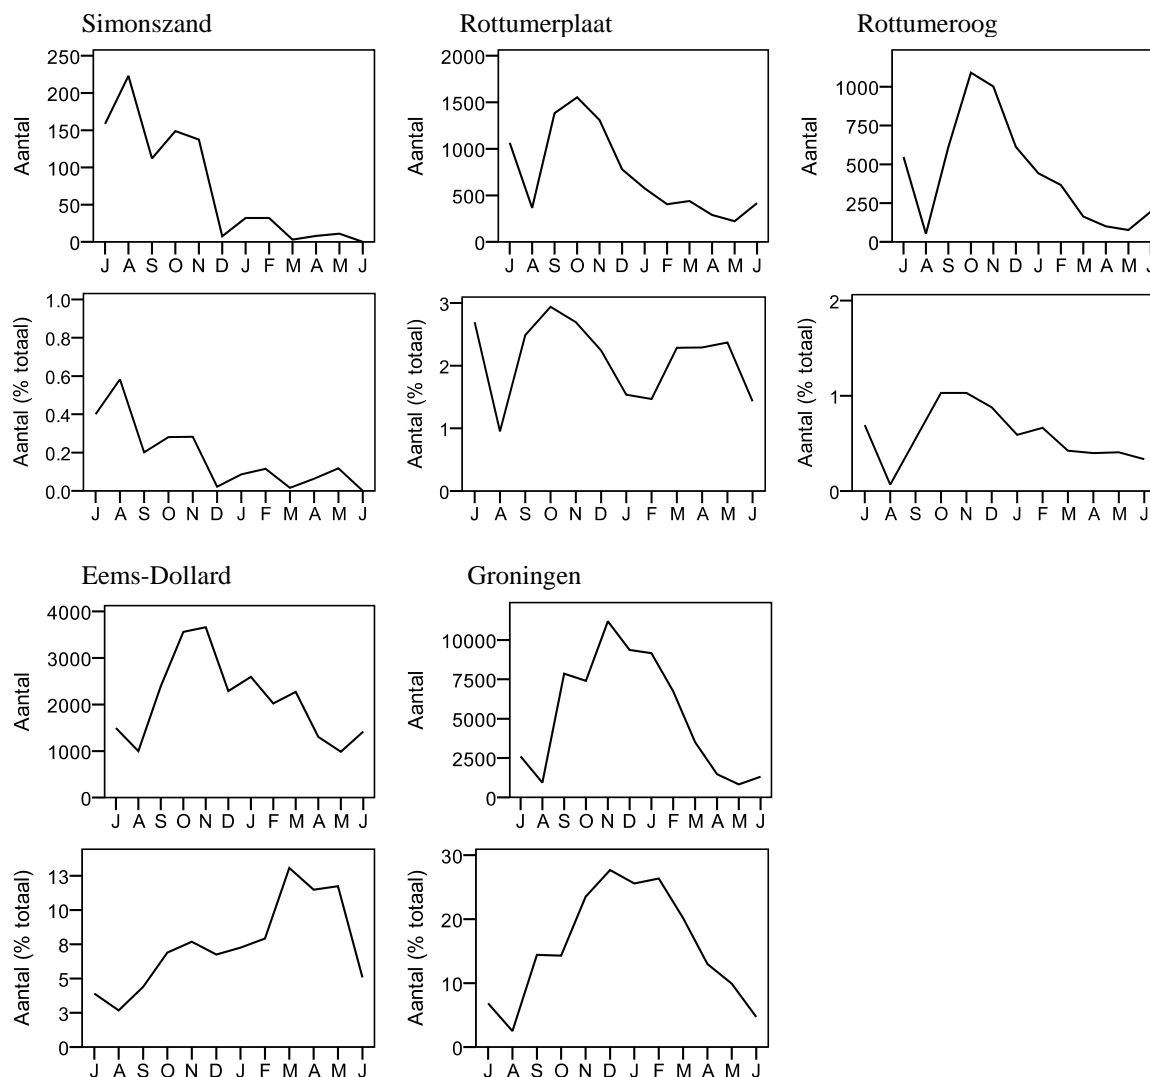 Simonszand
Aantal
250
200
150
100
50
0
J A S O N D J F M A M J
Aantal (% totaal)
1.0
0.8
0.6
0.4
0.2
0.0
J A S O N D J F M A M J
Rottumerplaat
Aantal
2000
1500
1000
500
0
J A S O N D J F M A M J
Aantal (% totaal)
3
2
1
0
J A S O N D J F M A M J
Rottumeroog
Aantal
1000
750
500
250
0
J A S O N D J F M A M J
Aantal (% totaal)
2
1
0
J A S O N D J F M A M J
Eems-Dollard
Aantal
4000
3000
2000
1000
0
J A S O N D J F M A M J
Aantal (% totaal)
13
10
8
5
3
0
J A S O N D J F M A M J
Groningen
Aantal
10000
7500
5000
2500
0
J A S O N D J F M A M J
Aantal (% totaal)
30
20
10
0
J A S O N D J F M A M J